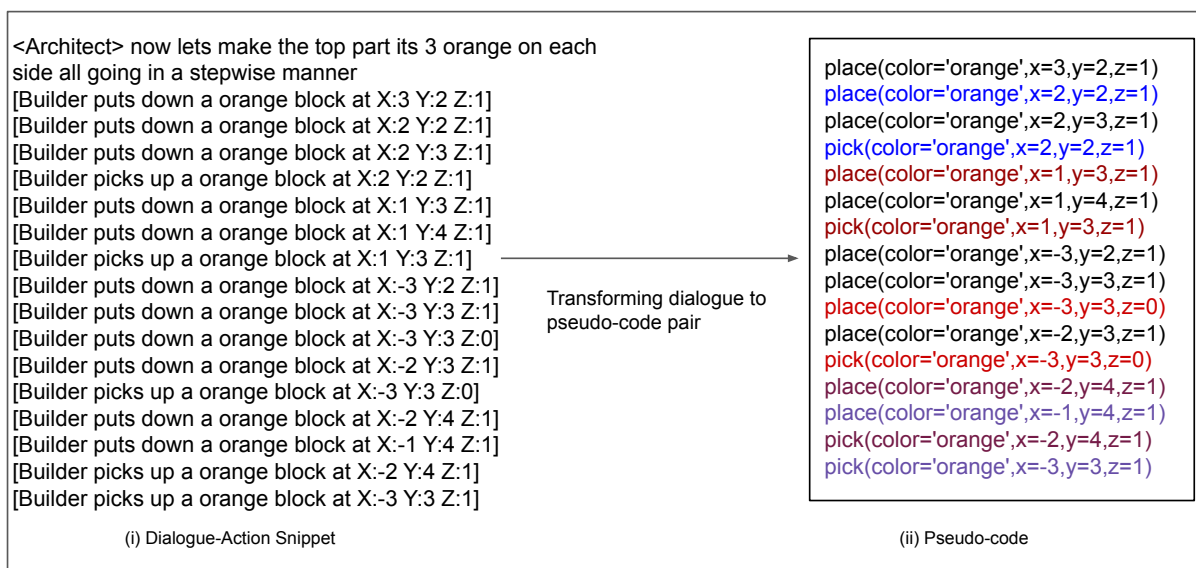 <Architect> now lets make the top part its 3 orange on each
side all going in a stepwise manner
[Builder puts down a orange block at X:3 Y:2 Z:1]
[Builder puts down a orange block at X:2 Y:2 Z:1]
[Builder puts down a orange block at X:2 Y:3 Z:1]
[Builder picks up a orange block at X:2 Y:2 Z:1]
[Builder puts down a orange block at X:1 Y:3 Z:1]
[Builder puts down a orange block at X:1 Y:4 Z:1]
[Builder picks up a orange block at X:1 Y:3 Z:1]
[Builder puts down a orange block at X:-3 Y:2 Z:1]
[Builder puts down a orange block at X:-3 Y:3 Z:1]
[Builder puts down a orange block at X:-3 Y:3 Z:0]
[Builder puts down a orange block at X:-2 Y:3 Z:1]
[Builder picks up a orange block at X:-3 Y:3 Z:0]
[Builder puts down a orange block at X:-2 Y:4 Z:1]
[Builder puts down a orange block at X:-1 Y:4 Z:1]
[Builder picks up a orange block at X:-2 Y:4 Z:1]
[Builder picks up a orange block at X:-3 Y:3 Z:1]
(i) Dialogue-Action Snippet
Transforming dialogue to
pseudo-code pair
place(color='orange',x=3,y=2,z=1)
place(color='orange',x=2,y=2,z=1)
place(color='orange',x=2,y=3,z=1)
pick(color='orange',x=2,y=2,z=1)
place(color='orange',x=1,y=3,z=1)
place(color='orange',x=1,y=4,z=1)
pick(color='orange',x=1,y=3,z=1)
place(color='orange',x=-3,y=2,z=1)
place(color='orange',x=-3,y=3,z=1)
place(color='orange',x=-3,y=3,z=0)
place(color='orange',x=-2,y=3,z=1)
pick(color='orange',x=-3,y=3,z=0)
place(color='orange',x=-2,y=4,z=1)
place(color='orange',x=-1,y=4,z=1)
pick(color='orange',x=-2,y=4,z=1)
pick(color='orange',x=-3,y=3,z=1)
(ii) Pseudo-code